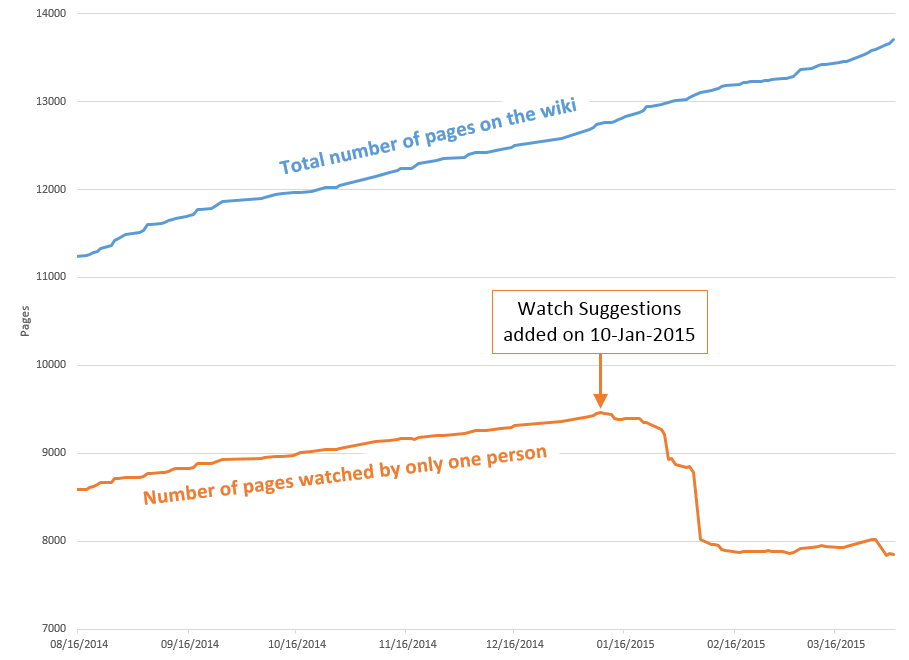 14000
13000
Total number of pages on the wiki
12000
11000
Pages
Watch Suggestions
added on 10-Jan-2015
10000
9000
Number of pages watched by only one person
8000
7000
08/16/2014 09/16/2014 10/16/2014 11/16/2014 12/16/2014 01/16/2015 02/16/2015 03/16/2015